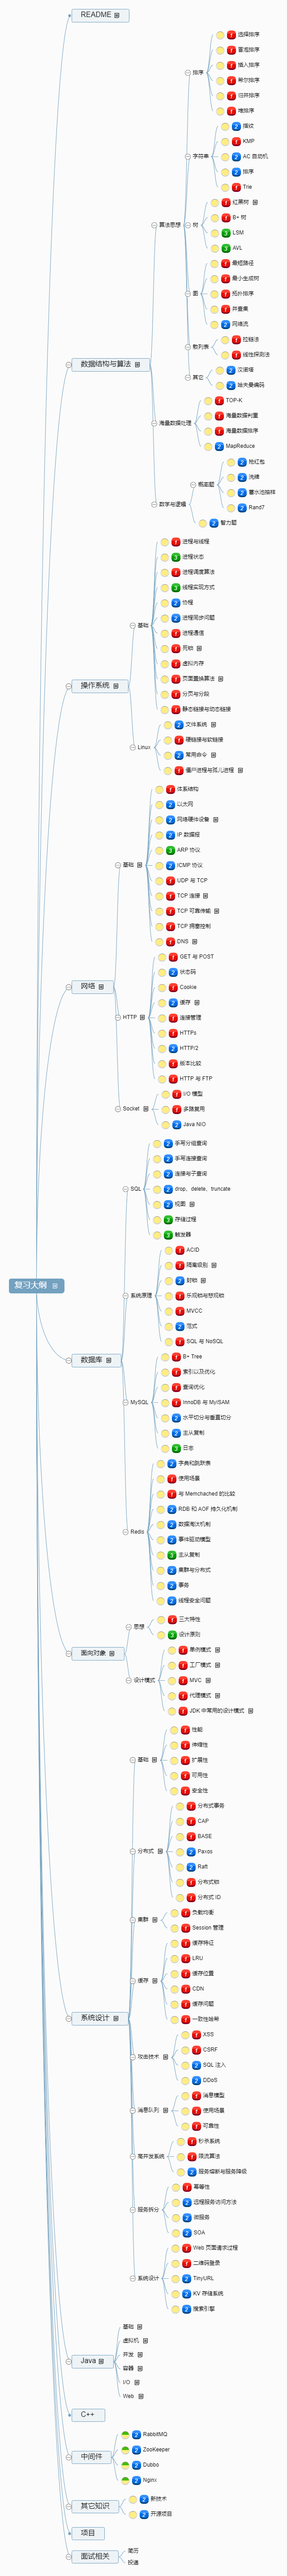 README
选择排序
冒泡排序
插入排序
希尔排序
归并排序
堆排序
排序
指纹
KMP
AC 自动机
排序
Trie
字符串
红黑树
B+ 树
LSM
AVL
树
算法思想
最短路径
最小生成树
拓扑排序
并查集
网络流
图
拉链法
线性探测法
散列表
汉诺塔
哈夫曼编码
其它
数据结构与算法
TOP-K
海量数据判重
海量数据排序
MapReduce
海量数据处理
抢红包
洗牌
蓄水池抽样
Rand7
概率题
智力题
数学与逻辑
进程与线程
进程状态
进程调度算法
线程实现方式
协程
进程同步问题
进程通信
死锁
虚拟内存
页面置换算法
分页与分段
静态链接与动态链接
基础
操作系统
文件系统
硬链接与软链接
常用命令
僵尸进程与孤儿进程
Linux
体系结构
以太网
网络硬件设备
IP 数据报
ARP 协议
ICMP 协议
UDP 与 TCP
TCP 连接
TCP 可靠传输
TCP 拥塞控制
DNS
基础
网络
GET 与 POST
状态码
Cookie
缓存
连接管理
HTTPs
HTTP/2
版本比较
HTTP 与 FTP
HTTP
I/O 模型
多路复用
Java NIO
Socket
手写分组查询
手写连接查询
连接与子查询
drop、delete、truncate
视图
存储过程
触发器
SQL
ACID
隔离级别
封锁
乐观锁与悲观锁
MVCC
范式
SQL 与 NoSQL
系统原理
复习大纲
数据库
B+ Tree
索引以及优化
查询优化
InnoDB 与 MyISAM
水平切分与垂直切分
主从复制
日志
MySQL
字典和跳跃表
使用场景
与 Memchached 的比较
RDB 和 AOF 持久化机制
数据淘汰机制
事件驱动模型
主从复制
集群与分布式
事务
线程安全问题
Redis
三大特性
设计原则
思想
面向对象
单例模式
工厂模式
MVC
代理模式
JDK 中常用的设计模式
设计模式
性能
伸缩性
扩展性
可用性
安全性
基础
分布式事务
CAP
BASE
Paxos
Raft
分布式锁
分布式 ID
分布式
负载均衡
Session 管理
集群
缓存特征
LRU
缓存位置
CDN
缓存问题
一致性哈希
缓存
系统设计
XSS
CSRF
SQL 注入
DDoS
攻击技术
消息模型
使用场景
可靠性
消息队列
秒杀系统
限流算法
服务熔断与服务降级
高并发系统
幂等性
远程服务访问方法
微服务
SOA
服务拆分
Web 页面请求过程
二维码登录
TinyURL
KV 存储系统
搜索引擎
系统设计
基础
虚拟机
并发
容器
I/O
Web
Java
C++
RabbitMQ
ZooKeeper
Dubbo
Nginx
中间件
新技术
开源项目
其它知识
项目
简历
投递
面试相关